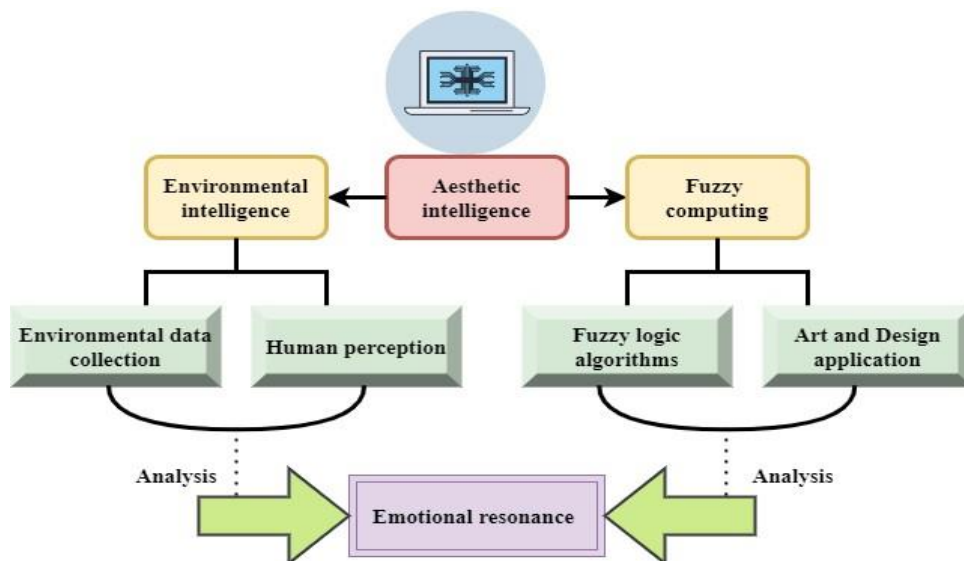 Environmental
intelligence
Aesthetic
intelligence
Fuzzy
computing
Environmental data
collection
Human perception
Fuzzy logic
algorithms
Art and Design
application
Analysis
Analysis
Emotional resonance